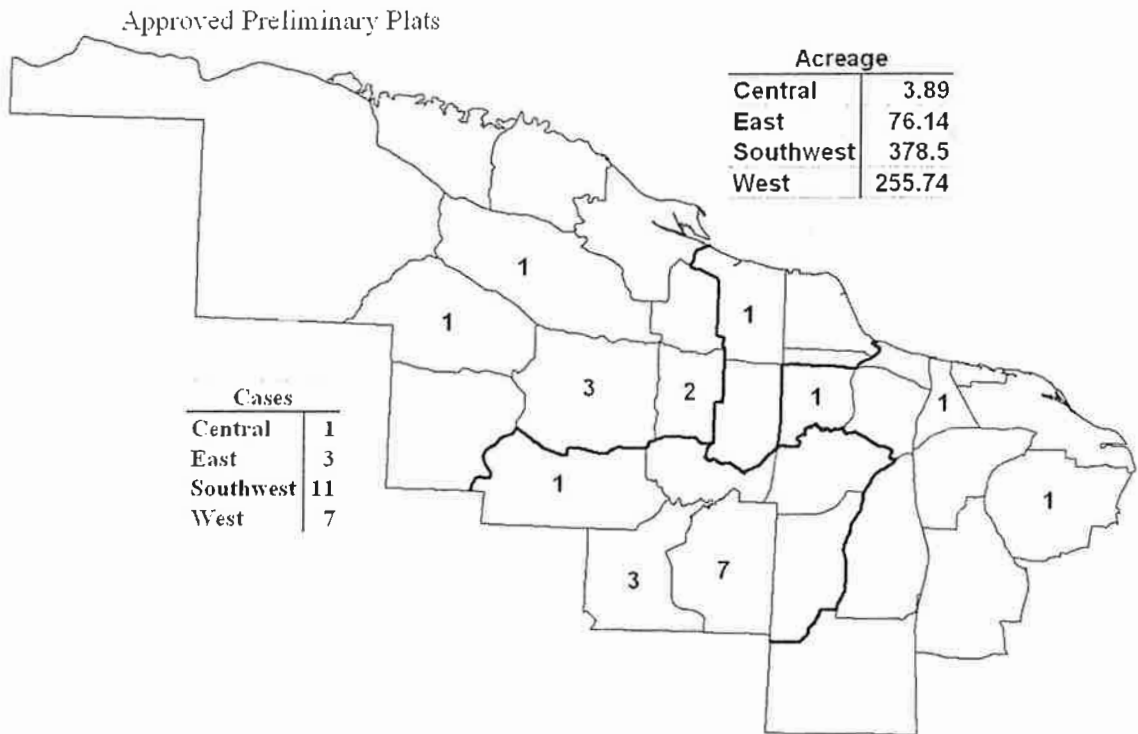 Approved Preliminary Plats
Acreage
Central 3.89
East 76.14
Southwest 378.5
West 255.74
1
1
1
3
2
1
1
Cases
Central 1
East 3
Southwest 11
West 7
1
1
3
7